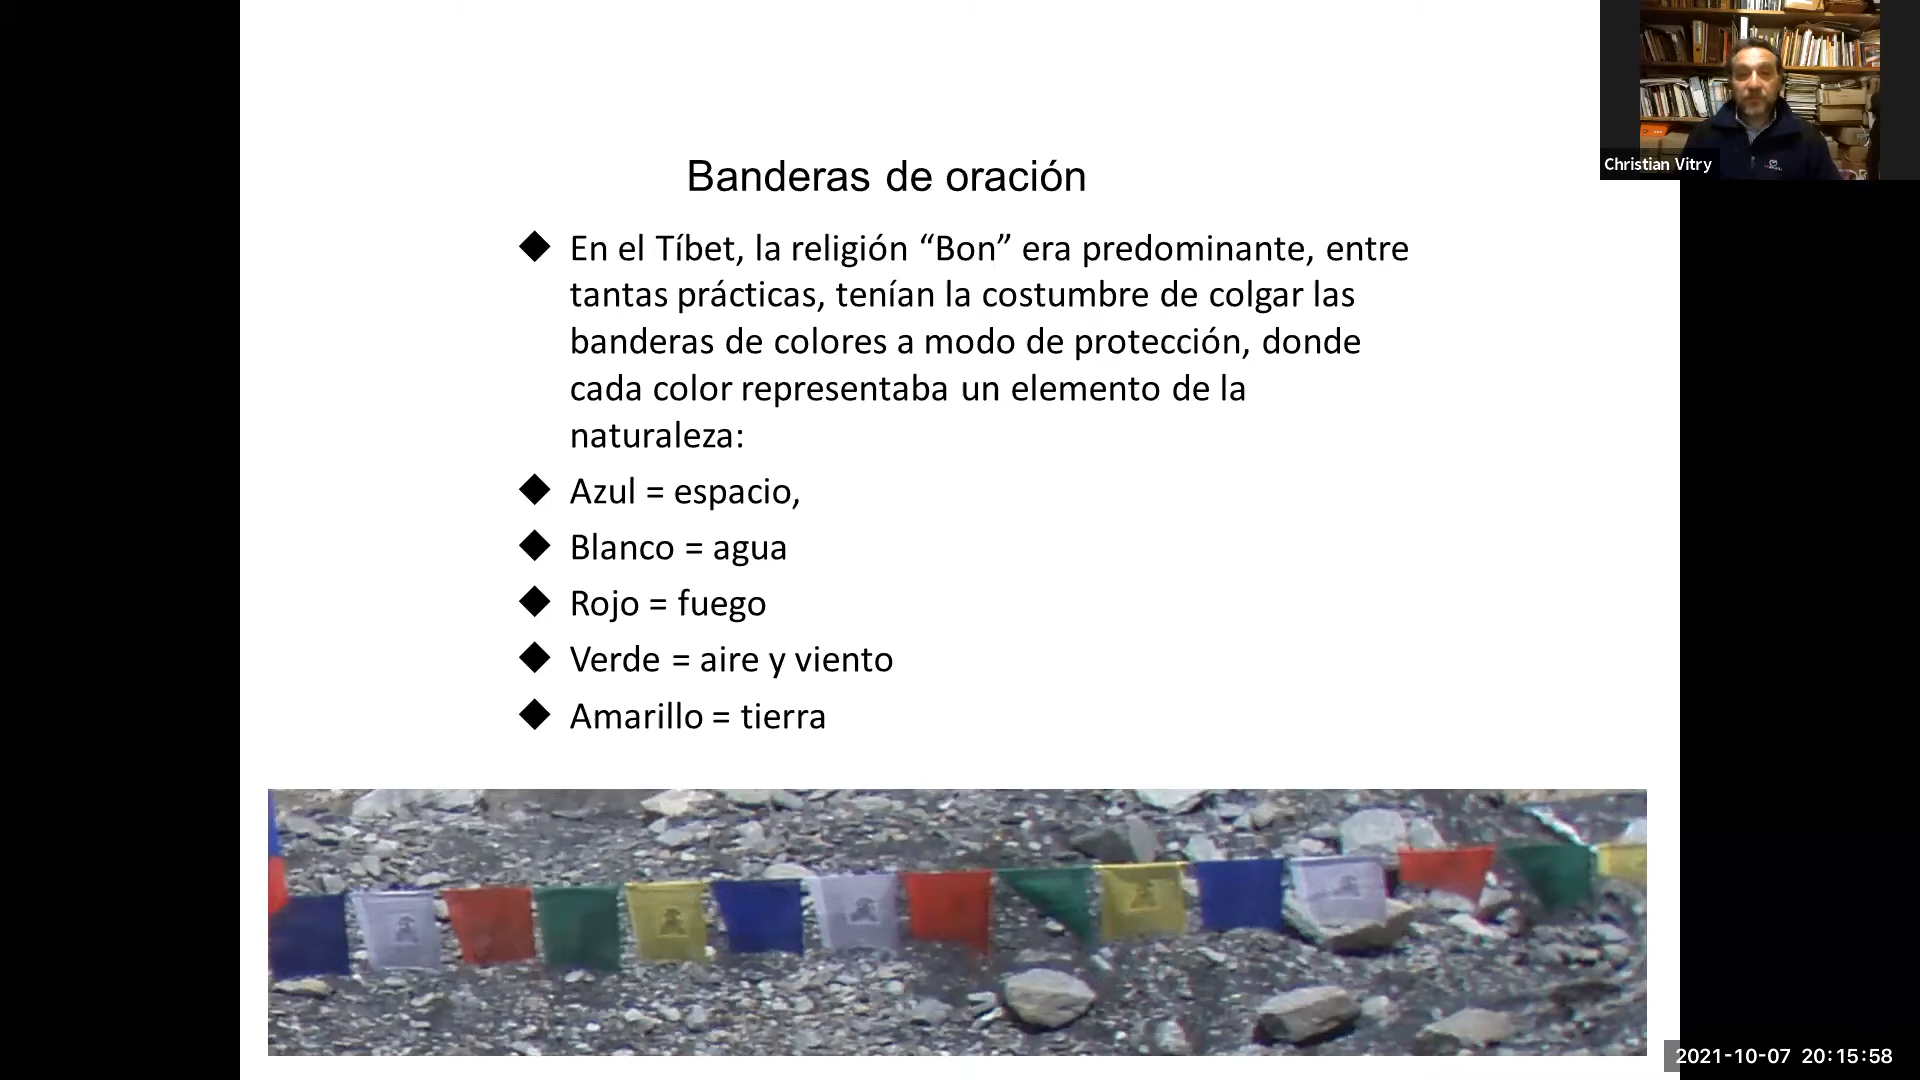 Christian Vitry
Banderas de oración
◆ En el Tíbet, la religión “Bon” era predominante, entre
tantas prácticas, tenían la costumbre de colgar las
banderas de colores a modo de protección, donde
cada color representaba un elemento de la
naturaleza:
◆ Azul = espacio,
◆ Blanco = agua
◆ Rojo = fuego
◆ Verde = aire y viento
◆ Amarillo = tierra
2021-10-07 20:15:58